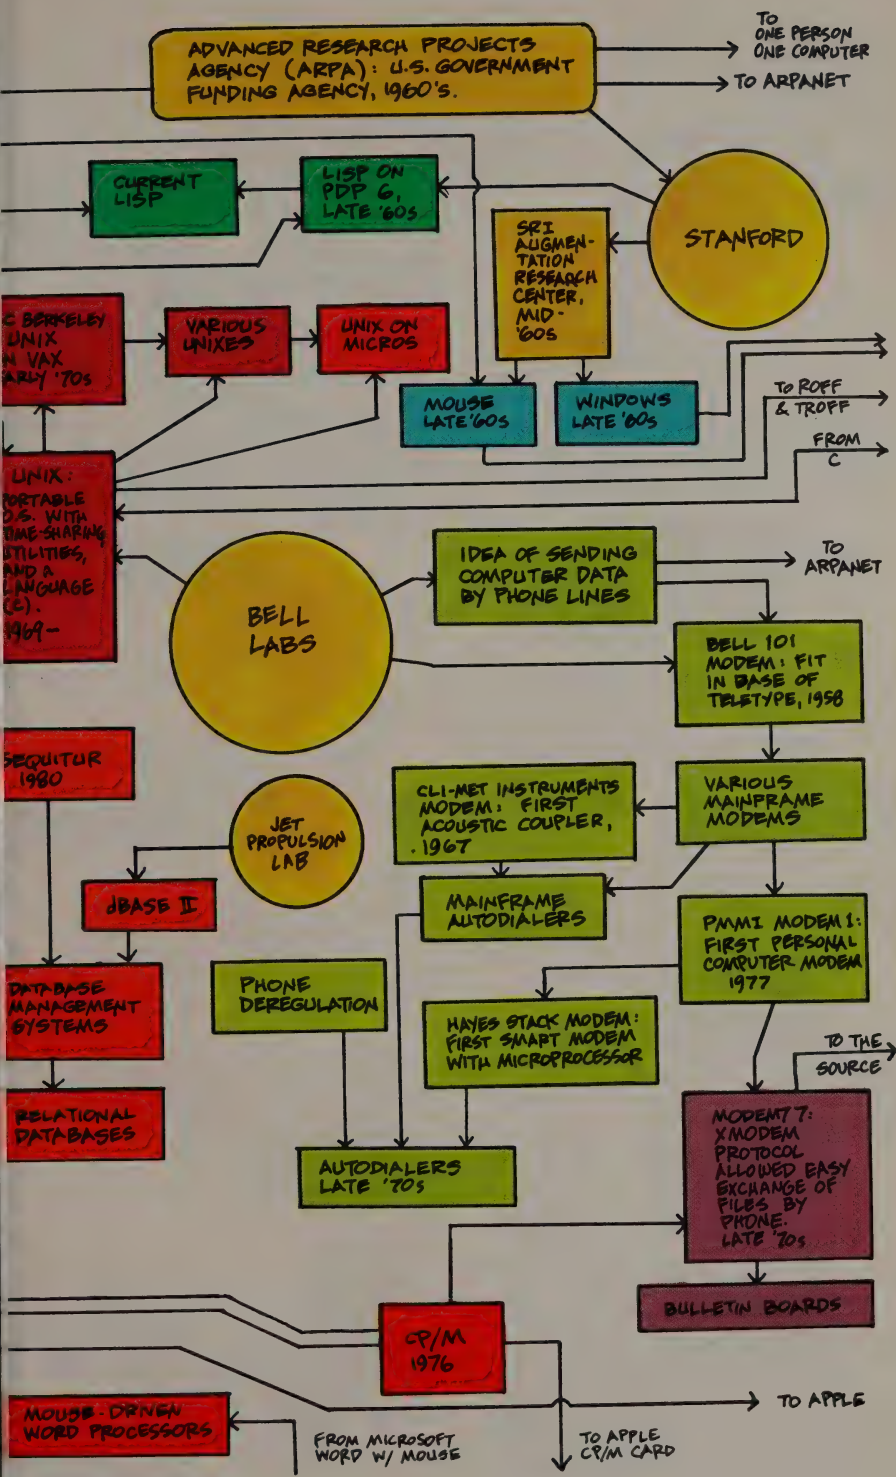 TO
ONE PERSON
ONE COMPUTER
ADVANCED RESEARCH PROJECTS
AGENCY (ARPA): U.S. GOVERNMENT
FUNDING AGENCY, 1960'S.
TO ARPANET
CURRENT
LISP
LISP ON
PDP 6,
LATE '60s
SRI
AUGMEN-
TATION
RESEARCH
CENTER,
MID-
'60s
STANFORD
C BERKELEY
UNIX
N VAX
ARLY '70s
VARIOUS
UNIXES
UNIX ON
MICROS
MOUSE
LATE '60s
WINDOWS
LATE '60s
TO ROFF
& TROFF
FROM
C
UNIX:
PORTABLE
O.S. WITH
TIME-SHARING
UTILITIES,
AND A
LANGUAGE
(C).
1969-
BELL
LABS
IDEA OF SENDING
COMPUTER DATA
BY PHONE LINES
TO
ARPANET
BELL 101
MODEM: FIT
IN BASE OF
TELETYPE, 1958
SEQUITUR
1980
JET
PROPULSION
LAB
CLI-MET INSTRUMENTS
MODEM: FIRST
ACOUSTIC COUPLER,
1967
VARIOUS
MAINFRAME
MODEMS
dBASE II
MAINFRAME
AUTODIALERS
PMMI MODEM 1:
FIRST PERSONAL
COMPUTER MODEM
1977
DATABASE
MANAGEMENT
SYSTEMS
PHONE
DEREGULATION
HAYES STACK MODEM:
FIRST SMART MODEM
WITH MICROPROCESSOR
TO THE
SOURCE
RELATIONAL
DATABASES
AUTODIALERS
LATE '70s
MODEM7 7:
XMODEM
PROTOCOL
ALLOWED EASY
EXCHANGE OF
FILES BY
PHONE.
LATE '70s
BULLETIN BOARDS
CP/M
1976
TO APPLE
MOUSE-DRIVEN
WORD PROCESSORS
FROM MICROSOFT
WORD W/ MOUSE
TO APPLE
CP/M CARD